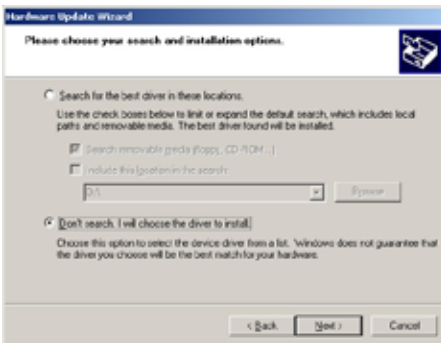 Hardware Update Wizard
Please choose your search and installation options.
Search for the best driver in these locations.
Use the check boxes below to limit or expand the default search, which includes local
paths and removable media. The best driver found will be installed.
Search removable media (floppy, CD-ROM...)
Include this location in the search:
D:\
Browse
Don't search. I will choose the driver to install.
Choose this option to select the device driver from a list. Windows does not guarantee that
the driver you choose will be the best match for your hardware.
< Back
Next >
Cancel